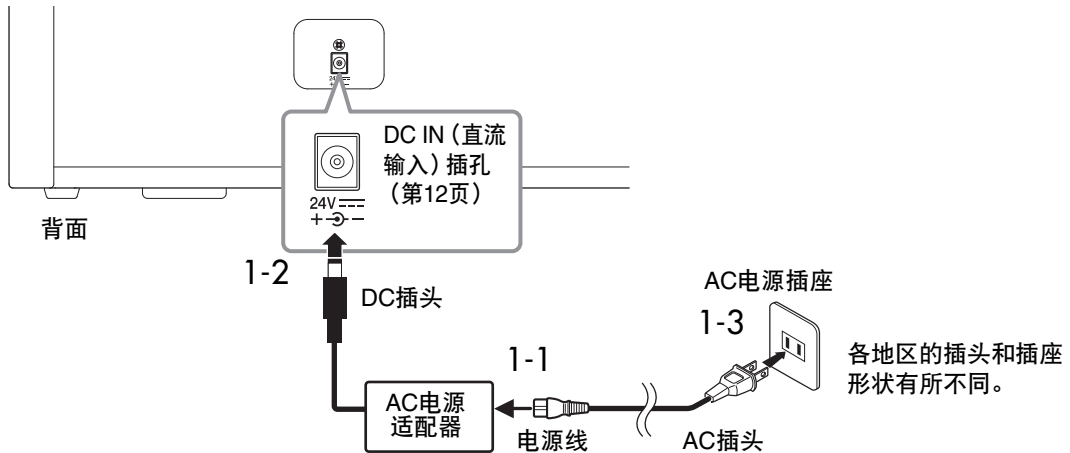 24V
+ -
DC IN（直流
输入）插孔
（第12页）
24V
+ -
背面
1-2
DC插头
AC电源插座
1-3
各地区的插头和插座
形状有所不同。
1-1
AC电源
适配器
电源线
AC插头